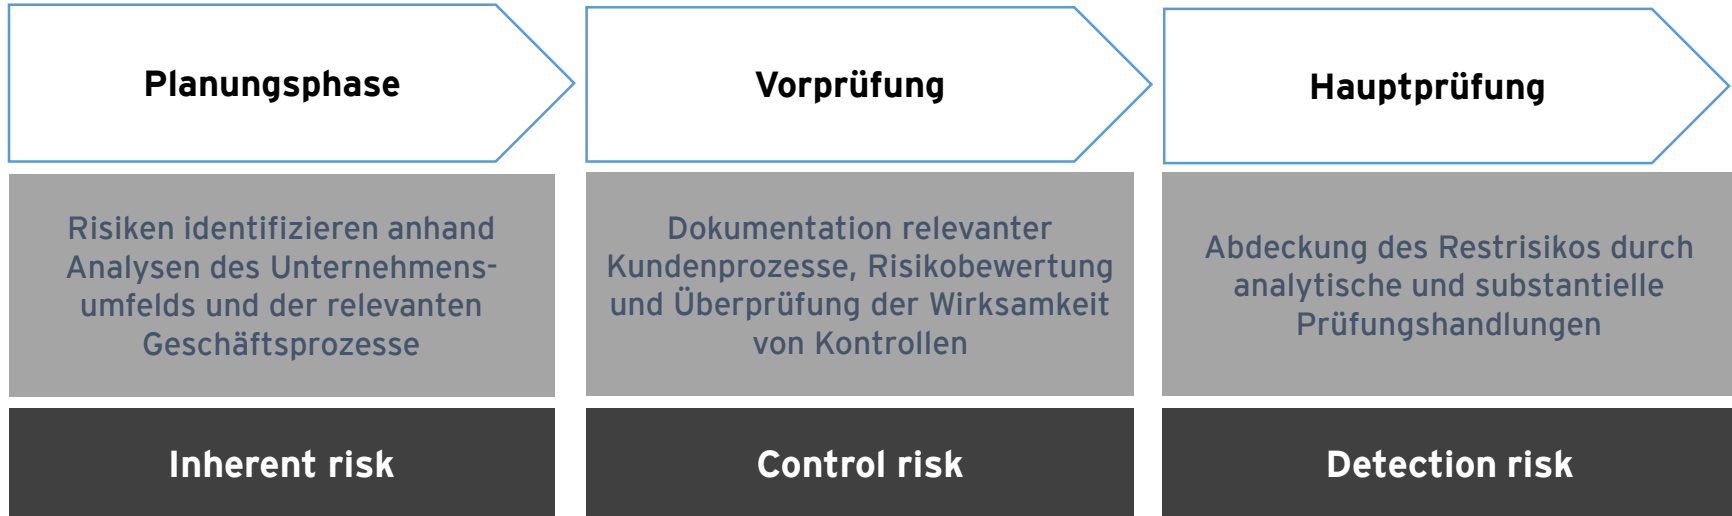 Planungsphase
Vorprüfung
Hauptprüfung
Risiken identifizieren anhand
Analysen des Unternehmens-
umfelds und der relevanten
Geschäftsprozesse
Dokumentation relevanter
Kundenprozesse, Risikobewertung
und Überprüfung der Wirksamkeit
von Kontrollen
Abdeckung des Restrisikos durch
analytische und substantielle
Prüfungshandlungen
Inherent risk
Control risk
Detection risk